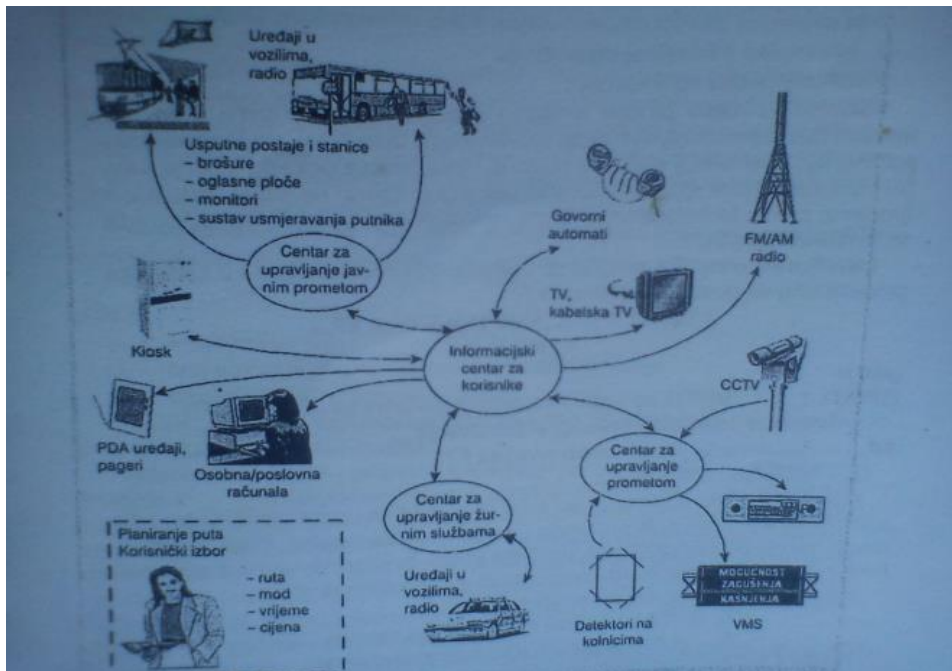 Uređaji u
vozilima,
radio
Usputne postaje i stanice
– brošure
– oglasne ploče
– monitori
– sustav usmjeravanja putnika
Centar za
upravljanje jav-
nim prometom
Govorni
automati
FM/AM
radio
TV,
kabelska TV
Kiosk
Informacijski
centar za
korisnike
CCTV
PDA uređaji,
pageri
Osobna/poslovna
računala
Centar za
upravljanje
prometom
Centar za
upravljanje žur-
nim službama
Planiranje puta
Korisnički izbor
– ruta
– mod
– vrijeme
– cijena
Uređaji u
vozilima,
radio
Detektori na
kolnicima
MOGUĆNOST
ZAGUŠENJA
KAŠNJENJA
VMS